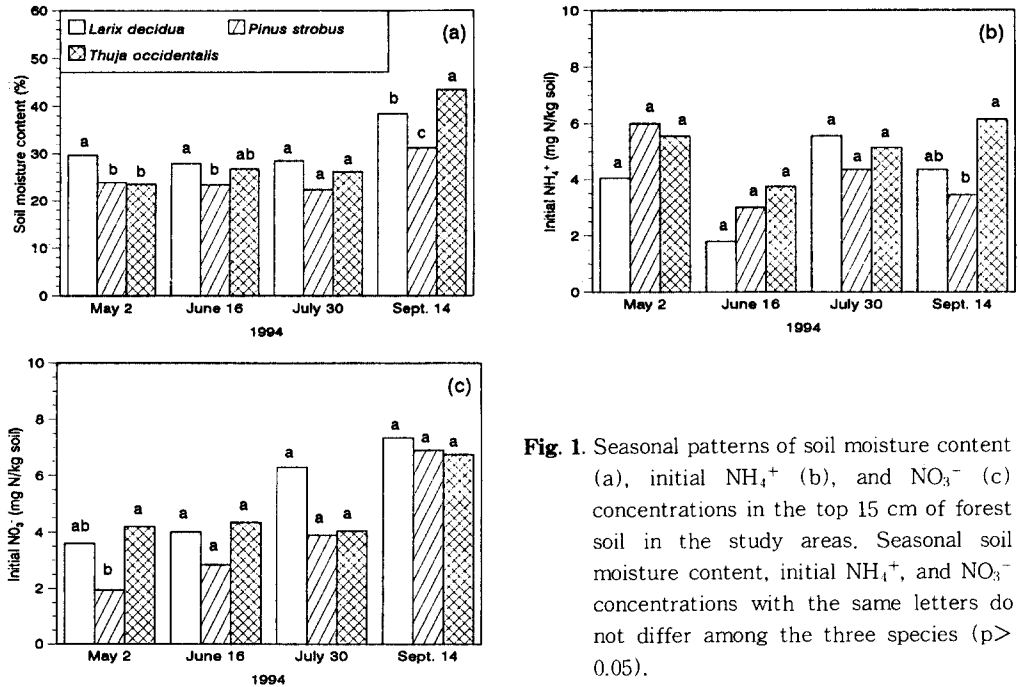 60
50
40
30
20
10
0
Soil moisture content (%)
Larix decidua
Pinus strobus
Thuja occidentalis
(a)
a
b
b
a
b
ab
a
b
a
b
c
a
May 2
June 16
July 30
Sept. 14
1994
10
8
6
4
2
0
Initial NH₄⁺ (mg N/kg soil)
(b)
a
a
a
a
a
a
a
a
a
ab
b
a
May 2
June 16
July 30
Sept. 14
1994
10
8
6
4
2
0
Initial NO₃⁻ (mg N/kg soil)
(c)
ab
b
a
a
a
a
a
a
a
a
a
a
May 2
June 16
July 30
Sept. 14
1994
Fig. 1. Seasonal patterns of soil moisture content
(a), initial NH₄⁺ (b), and NO₃⁻ (c)
concentrations in the top 15 cm of forest
soil in the study areas. Seasonal soil
moisture content, initial NH₄⁺, and NO₃⁻
concentrations with the same letters do
not differ among the three species (p>
0.05).